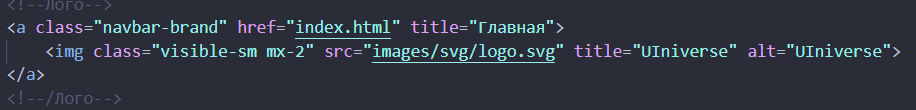 <!--Лого-->
<a class="navbar-brand" href="index.html" title="Главная">
<img class="visible-sm mx-2" src="images/svg/logo.svg" title="UIniverse" alt="UIniverse">
</a>
<!--/Лого-->